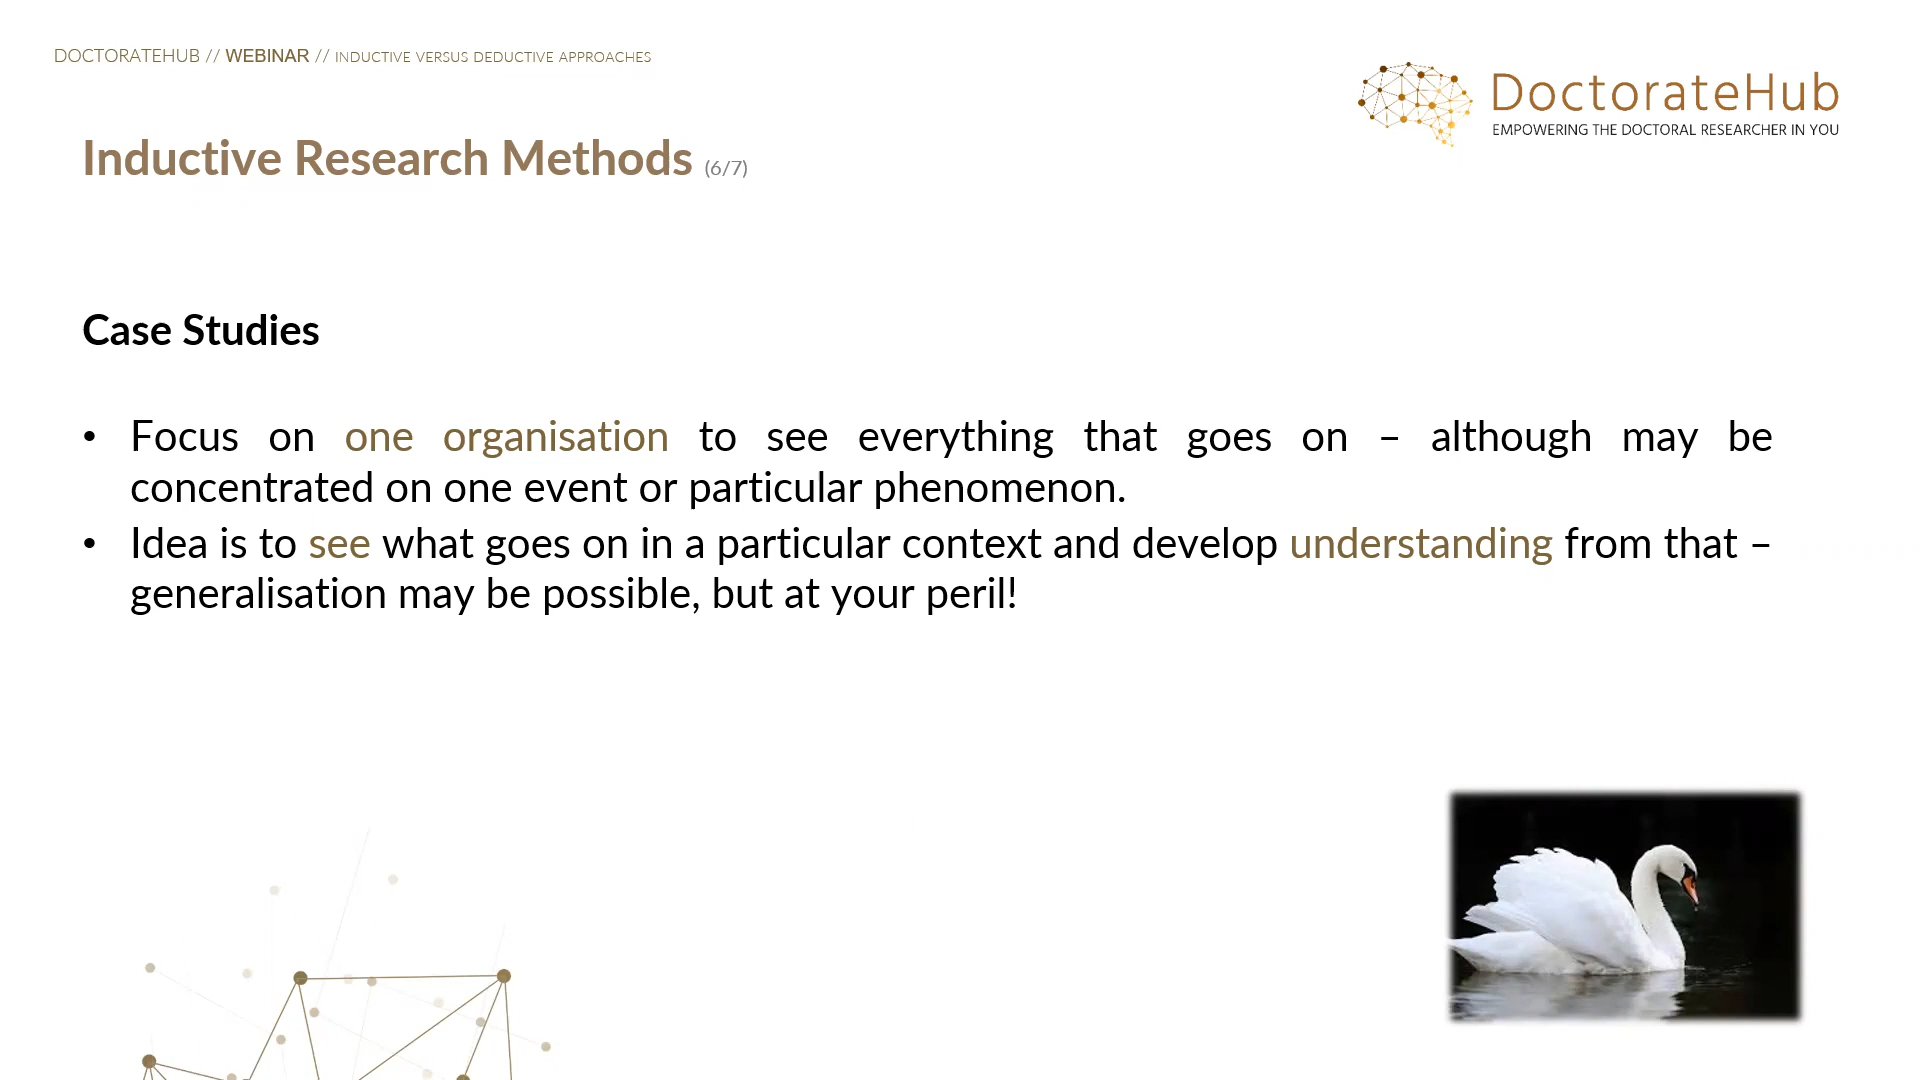 DOCTORATEHUB // WEBINAR // INDUCTIVE VERSUS DEDUCTIVE APPROACHES
DoctorateHub
EMPOWERING THE DOCTORAL RESEARCHER IN YOU
Inductive Research Methods (6/7)
Case Studies
• Focus on one organisation to see everything that goes on – although may be
concentrated on one event or particular phenomenon.
• Idea is to see what goes on in a particular context and develop understanding from that –
generalisation may be possible, but at your peril!